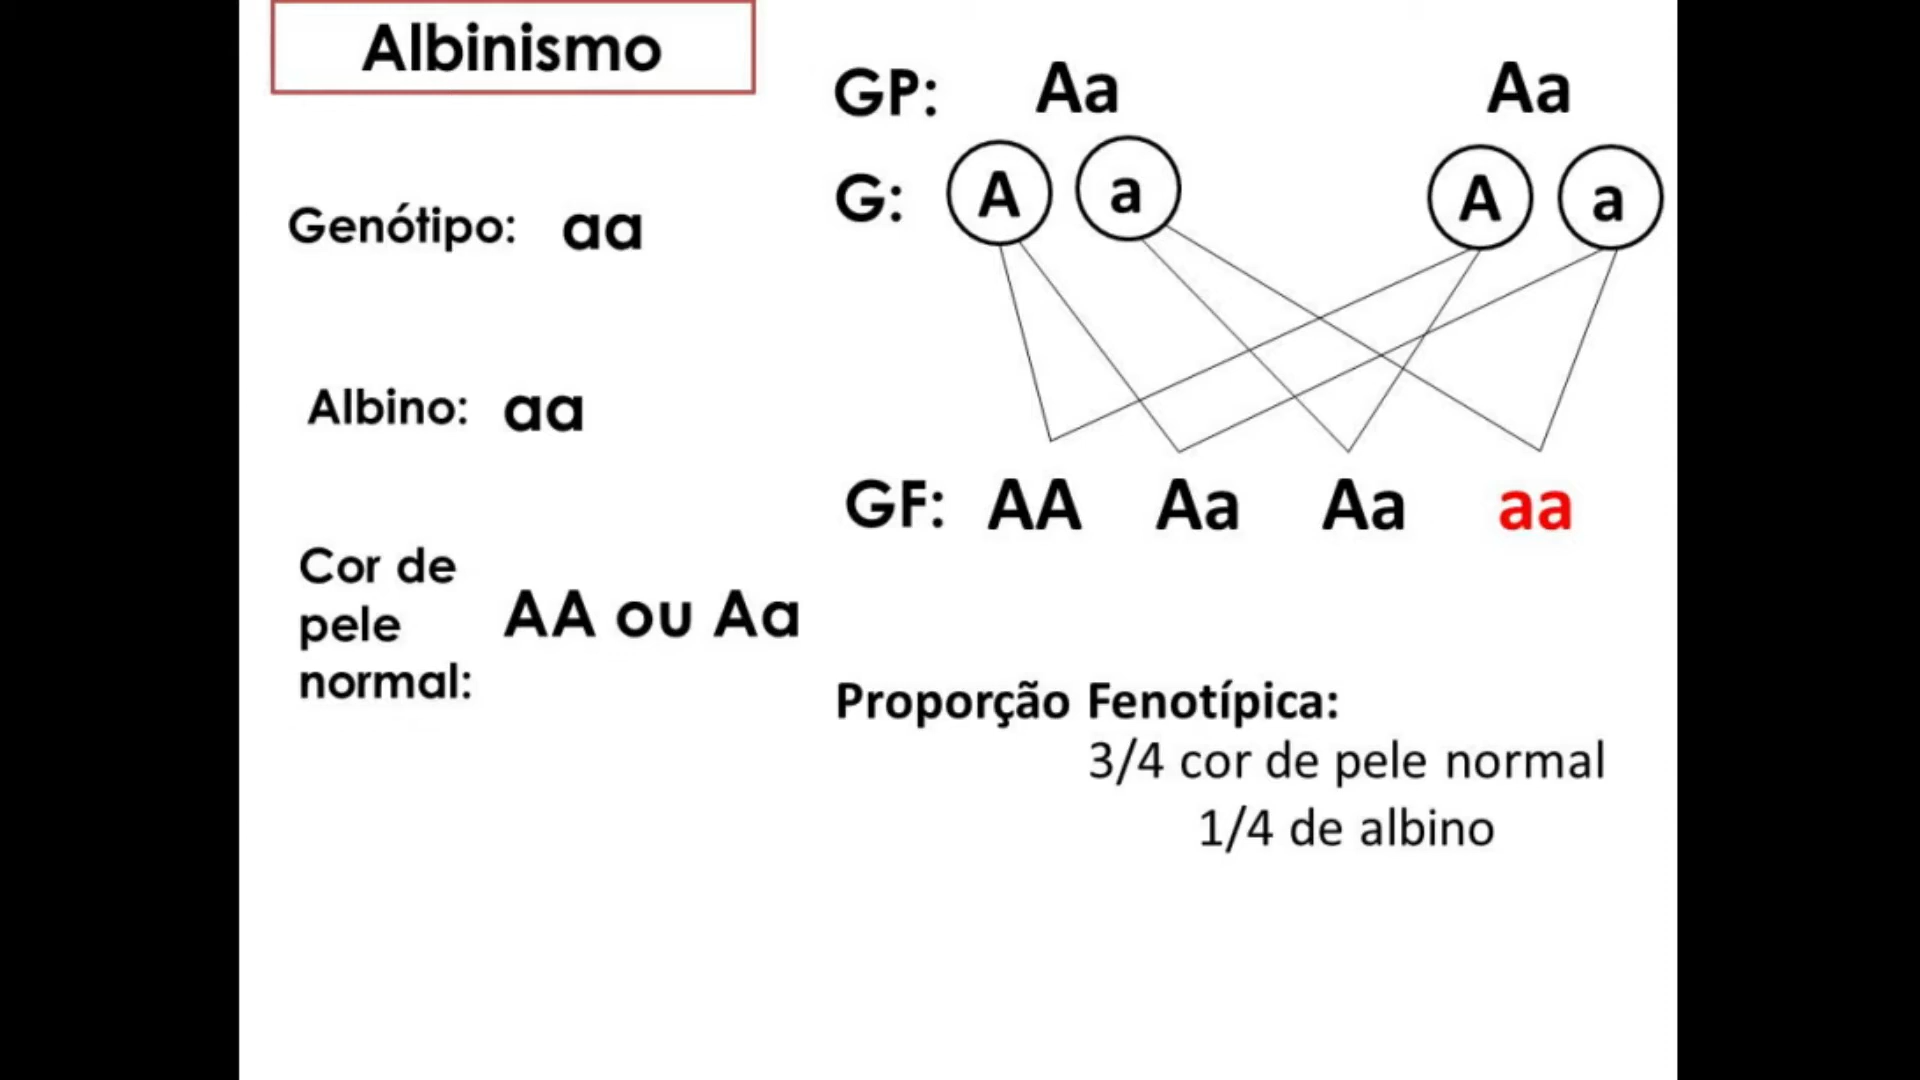 Albinismo
Genótipo: aa
Albino: aa
Cor de
pele
normal:
AA ou Aa
GP: Aa Aa
G: A a A a
GF: AA Aa Aa aa
Proporção Fenotípica:
3/4 cor de pele normal
1/4 de albino